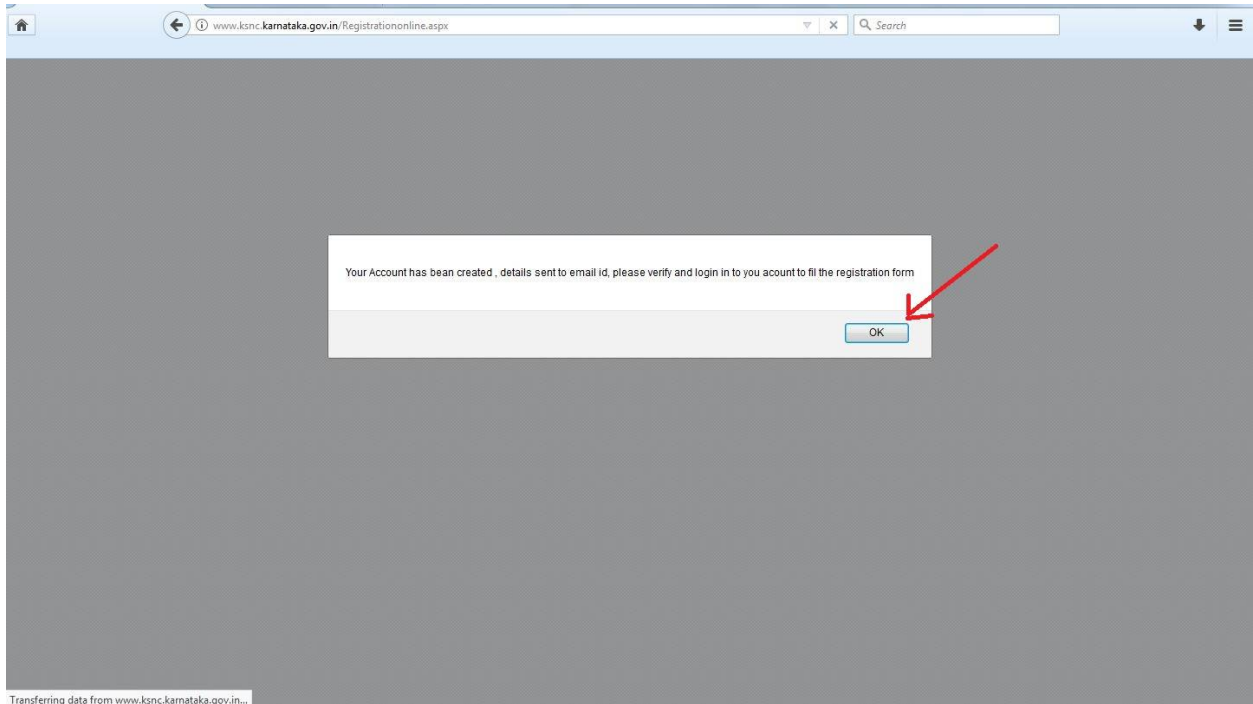 www.ksnc.karnataka.gov.in/Registrationonline.aspx
Search
Your Account has bean created , details sent to email id, please verify and login in to you acount to fil the registration form
OK
Transferring data from www.ksnc.karnataka.gov.in...